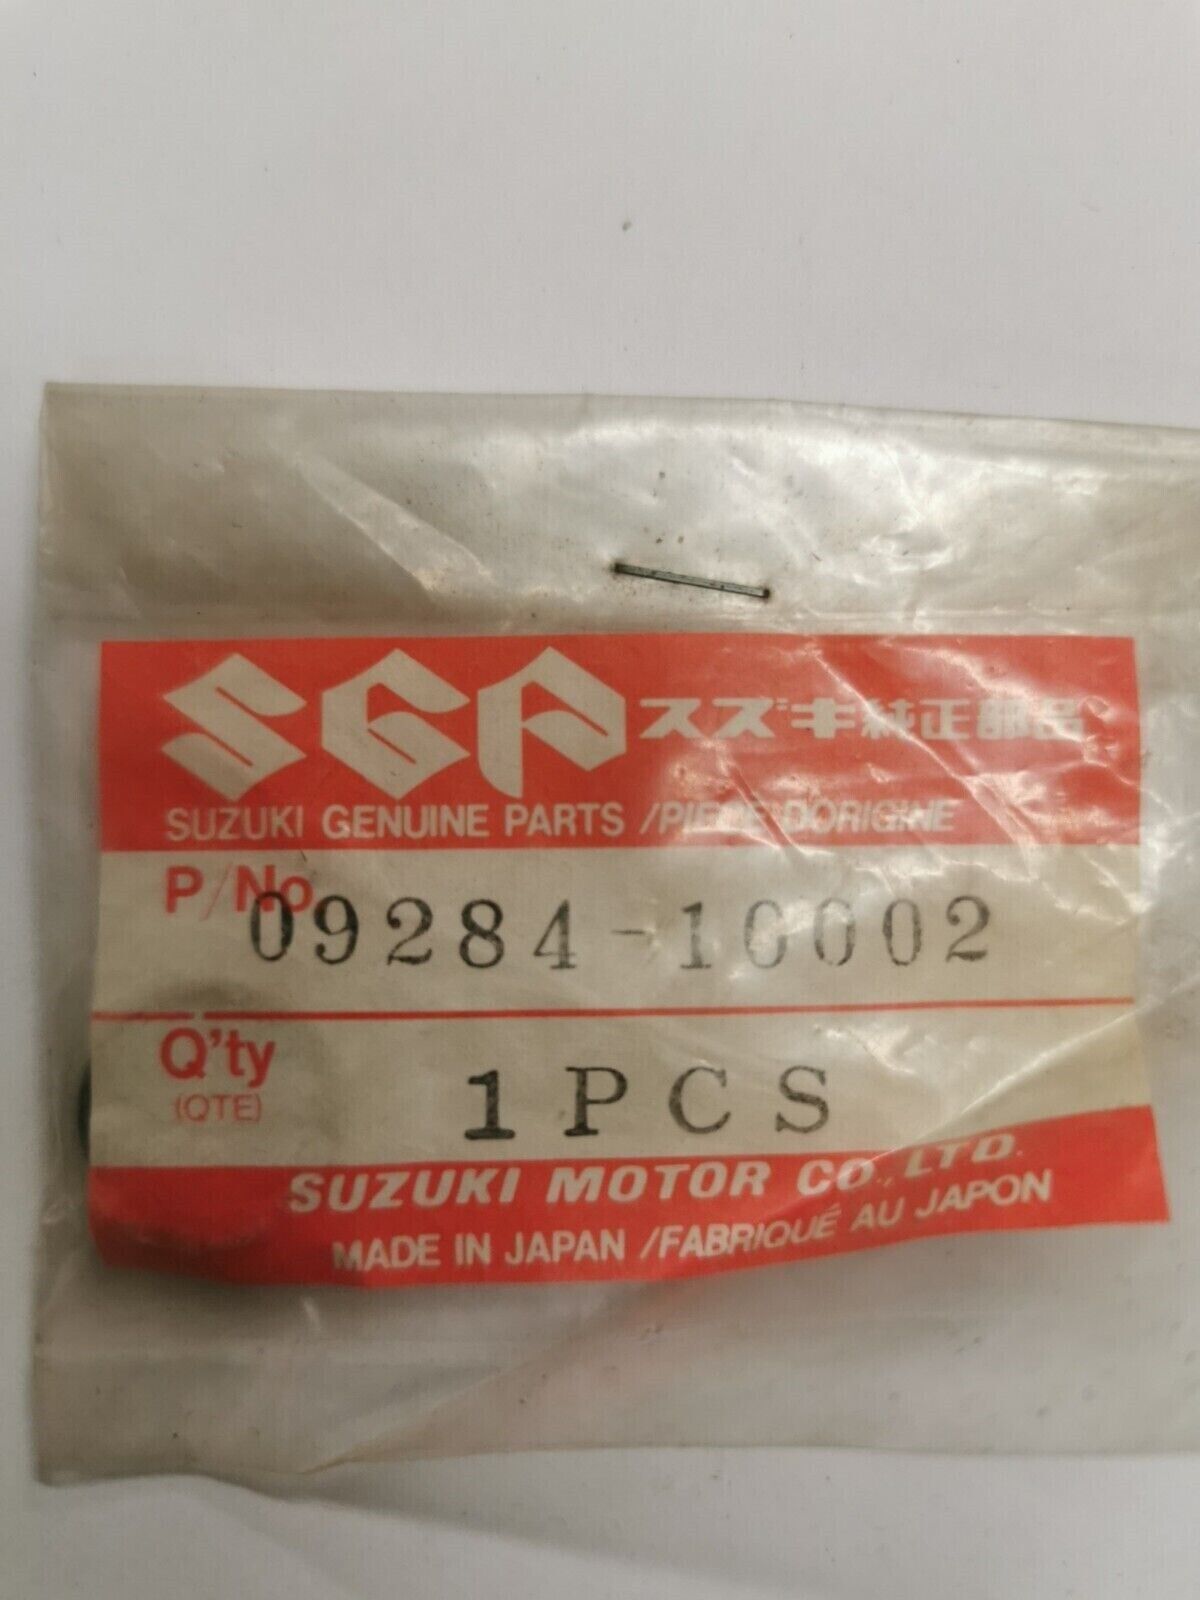 SGP スズキ純正部品
SUZUKI GENUINE PARTS /PIÈCE D'ORIGINE
P/No.
09284-10002
Q'ty
(QTE)
1PCS
SUZUKI MOTOR CO., LTD.
MADE IN JAPAN /FABRIQUÉ AU JAPON